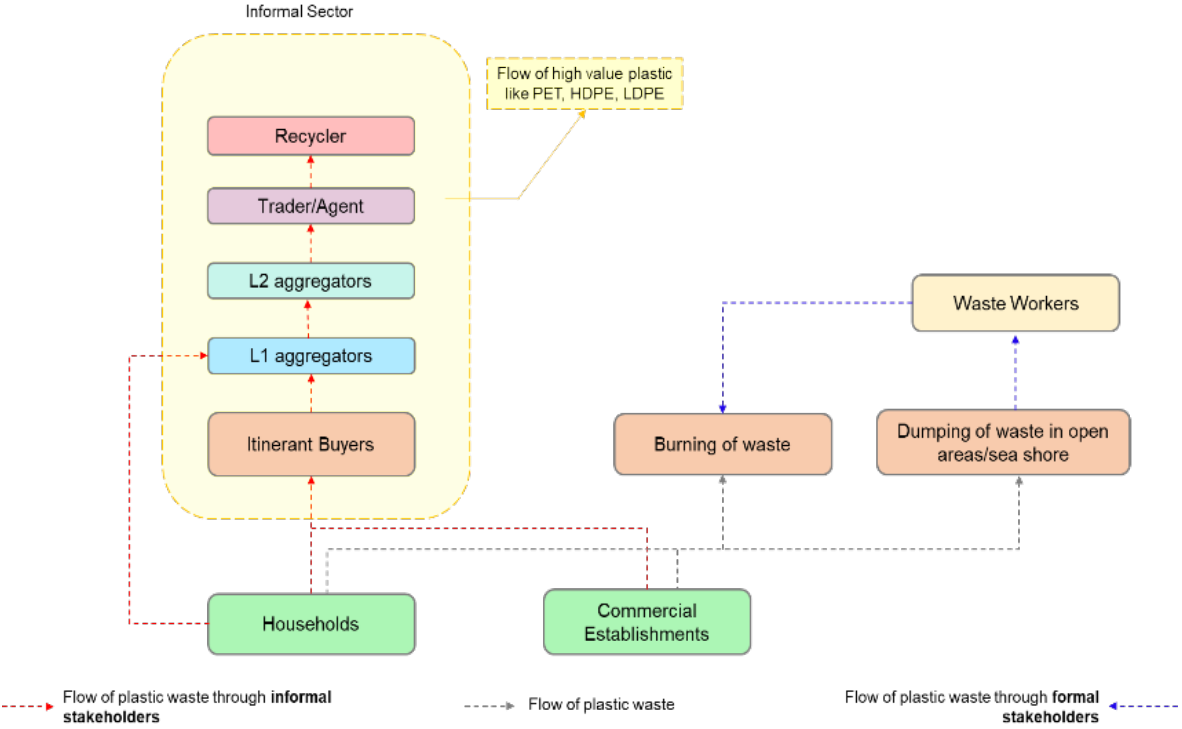 Informal Sector
Flow of high value plastic
like PET, HDPE, LDPE
Recycler
Trader/Agent
L2 aggregators
Waste Workers
L1 aggregators
Itinerant Buyers
Burning of waste
Dumping of waste in open
areas/sea shore
Households
Commercial
Establishments
Flow of plastic waste through informal
stakeholders
Flow of plastic waste
Flow of plastic waste through formal
stakeholders